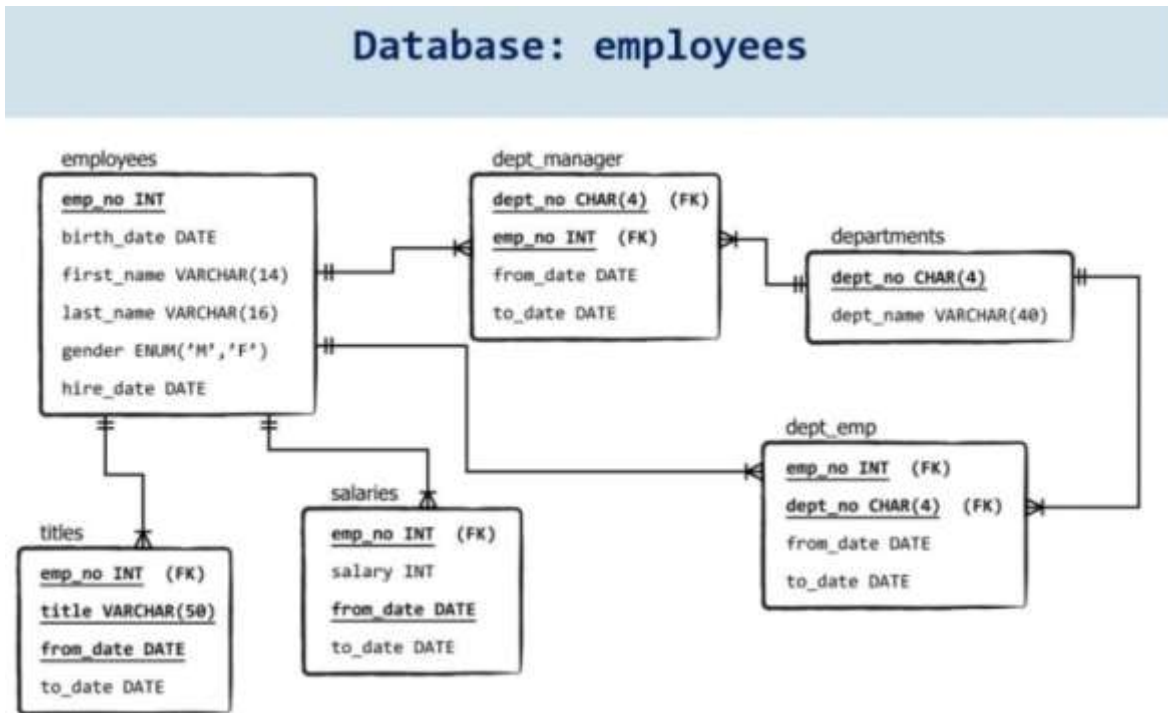 Database: employees
employees
emp_no INT
birth_date DATE
first_name VARCHAR(14)
last_name VARCHAR(16)
gender ENUM('M','F')
hire_date DATE
dept_manager
dept_no CHAR(4) (FK)
emp_no INT (FK)
from_date DATE
to_date DATE
departments
dept_no CHAR(4)
dept_name VARCHAR(40)
dept_emp
emp_no INT (FK)
dept_no CHAR(4) (FK)
from_date DATE
to_date DATE
salaries
emp_no INT (FK)
salary INT
from_date DATE
to_date DATE
titles
emp_no INT (FK)
title VARCHAR(50)
from_date DATE
to_date DATE